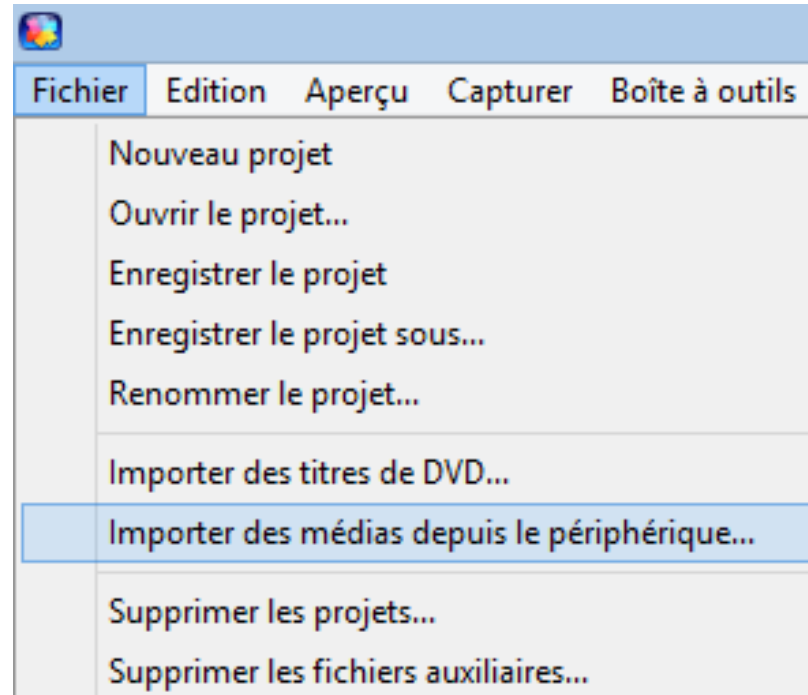 Fichier Edition Aperçu Capturer Boîte à outils
Nouveau projet
Ouvrir le projet...
Enregistrer le projet
Enregistrer le projet sous...
Renommer le projet...
Importer des titres de DVD...
Importer des médias depuis le périphérique...
Supprimer les projets...
Supprimer les fichiers auxiliaires...